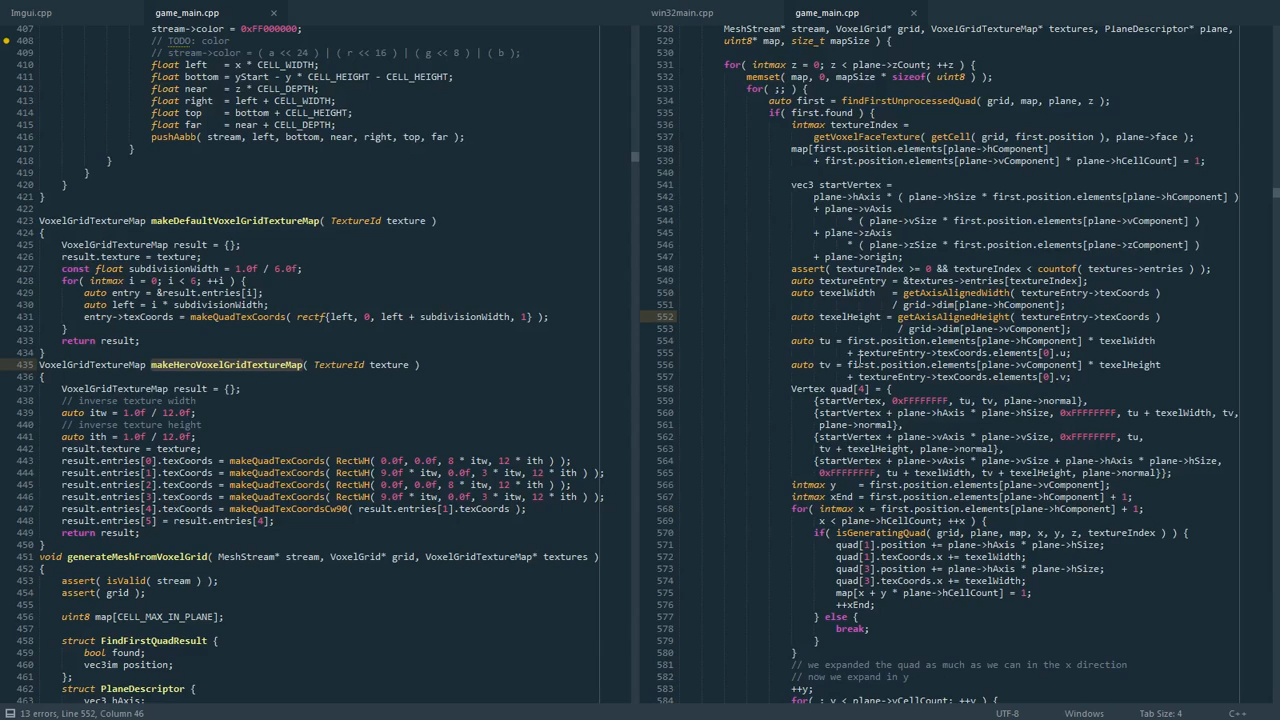 Imgui.cpp
game_main.cpp
×
407 stream->color = 0xFF000000;
408 // TODO: color
409 // stream->color = ( a << 24 ) | ( r << 16 ) | ( g << 8 ) | ( b );
410 float left   = x * CELL_WIDTH;
411 float bottom = yStart - y * CELL_HEIGHT - CELL_HEIGHT;
412 float near   = z * CELL_DEPTH;
413 float right  = left + CELL_WIDTH;
414 float top    = bottom + CELL_HEIGHT;
415 float far    = near + CELL_DEPTH;
416 pushAabb( stream, left, bottom, near, right, top, far );
417 }
418 }
419 }
420 }
421 }
422
423 VoxelGridTextureMap makeDefaultVoxelGridTextureMap( TextureId texture )
424 {
425 VoxelGridTextureMap result = {};
426 result.texture = texture;
427 const float subdivisionWidth = 1.0f / 6.0f;
428 for( intmax i = 0; i < 6; ++i ) {
429 auto entry = &result.entries[i];
430 auto left = i * subdivisionWidth;
431 entry->texCoords = makeQuadTexCoords( rectf{left, 0, left + subdivisionWidth, 1} );
432 }
433 return result;
434 }
435 VoxelGridTextureMap makeHeroVoxelGridTextureMap( TextureId texture )
436 {
437 VoxelGridTextureMap result = {};
438 // inverse texture width
439 auto itw = 1.0f / 12.0f;
440 // inverse texture height
441 auto ith = 1.0f / 12.0f;
442 result.texture = texture;
443 result.entries[0].texCoords = makeQuadTexCoords( RectWH( 0.0f, 0.0f, 8 * itw, 12 * ith ) );
444 result.entries[1].texCoords = makeQuadTexCoords( RectWH( 9.0f * itw, 0.0f, 3 * itw, 12 * ith ) );
445 result.entries[2].texCoords = makeQuadTexCoords( RectWH( 0.0f, 0.0f, 8 * itw, 12 * ith ) );
446 result.entries[3].texCoords = makeQuadTexCoords( RectWH( 9.0f * itw, 0.0f, 3 * itw, 12 * ith ) );
447 result.entries[4].texCoords = makeQuadTexCoordsCw90( result.entries[1].texCoords );
448 result.entries[5] = result.entries[4];
449 return result;
450 }
451 void generateMeshFromVoxelGrid( MeshStream* stream, VoxelGrid* grid, VoxelGridTextureMap* textures )
452 {
453 assert( isValid( stream ) );
454 assert( grid );
455
456 uint8 map[CELL_MAX_IN_PLANE];
457
458 struct FindFirstQuadResult {
459 bool found;
460 vec3im position;
461 };
462 struct PlaneDescriptor {
463 vec3 hAxis;
win32main.cpp
game_main.cpp
×
528 MeshStream* stream, VoxelGrid* grid, VoxelGridTextureMap* textures, PlaneDescriptor* plane,
529 uint8* map, size_t mapSize ) {
530
531 for( intmax z = 0; z < plane->zCount; ++z ) {
532 memset( map, 0, mapSize * sizeof( uint8 ) );
533 for( ;; ) {
534 auto first = findFirstUnprocessedQuad( grid, map, plane, z );
535 if( first.found ) {
536 intmax textureIndex =
537 getVoxelFaceTexture( getCell( grid, first.position ), plane->face );
538 map[first.position.elements[plane->hComponent]
539 + first.position.elements[plane->vComponent] * plane->hCellCount] = 1;
540
541 vec3 startVertex =
542 plane->hAxis * ( plane->hSize * first.position.elements[plane->hComponent] )
543 + plane->vAxis
544 * ( plane->vSize * first.position.elements[plane->vComponent] )
545 + plane->zAxis
546 * ( plane->zSize * first.position.elements[plane->zComponent] )
547 + plane->origin;
548 assert( textureIndex >= 0 && textureIndex < countof( textures->entries ) );
549 auto textureEntry = &textures->entries[textureIndex];
550 auto texelWidth  = getAxisAlignedWidth( textureEntry->texCoords )
551 / grid->dim[plane->hComponent];
552 auto texelHeight = getAxisAlignedHeight( textureEntry->texCoords )
553 / grid->dim[plane->vComponent];
554 auto tu = first.position.elements[plane->hComponent] * texelWidth
555 + textureEntry->texCoords.elements[0].u;
556 auto tv = first.position.elements[plane->vComponent] * texelHeight
557 + textureEntry->texCoords.elements[0].v;
558 Vertex quad[4] = {
559 {startVertex, 0xFFFFFFFF, tu, tv, plane->normal},
560 {startVertex + plane->hAxis * plane->hSize, 0xFFFFFFFF, tu + texelWidth, tv,
561 plane->normal},
562 {startVertex + plane->vAxis * plane->vSize, 0xFFFFFFFF, tu,
563 tv + texelHeight, plane->normal},
564 {startVertex + plane->vAxis * plane->vSize + plane->hAxis * plane->hSize,
565 0xFFFFFFFF, tu + texelWidth, tv + texelHeight, plane->normal}};
566 intmax y    = first.position.elements[plane->vComponent];
567 intmax xEnd = first.position.elements[plane->hComponent] + 1;
568 for( intmax x = first.position.elements[plane->hComponent] + 1;
569 x < plane->hCellCount; ++x ) {
570 if( isGeneratingQuad( grid, plane, map, x, y, z, textureIndex ) ) {
571 quad[1].position += plane->hAxis * plane->hSize;
572 quad[1].texCoords.x += texelWidth;
573 quad[3].position += plane->hAxis * plane->hSize;
574 quad[3].texCoords.x += texelWidth;
575 map[x + y * plane->hCellCount] = 1;
576 ++xEnd;
577 } else {
578 break;
579 }
580 }
581 // we expanded the quad as much as we can in the x direction
582 // now we expand in y
583 ++y;
584 for( ; y < plane->vCellCount; ++y ) {
13 errors, Line 552, Column 46
UTF-8
Windows
Tab Size: 4
C++